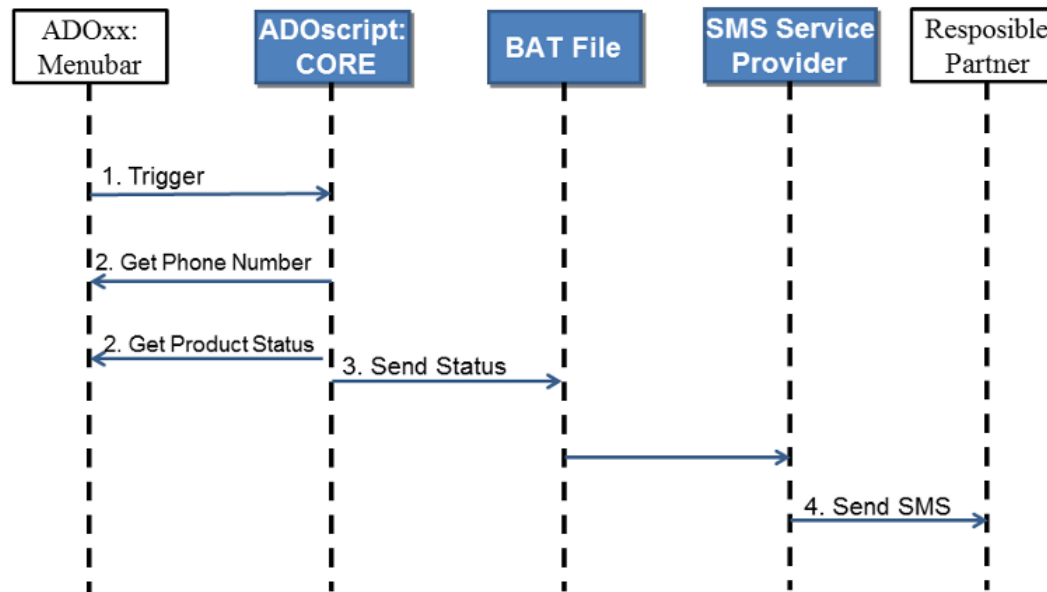 ADOxx:
Menubar
ADOscript:
CORE
BAT File
SMS Service
Provider
Resposible
Partner
1. Trigger
2. Get Phone Number
2. Get Product Status
3. Send Status
4. Send SMS